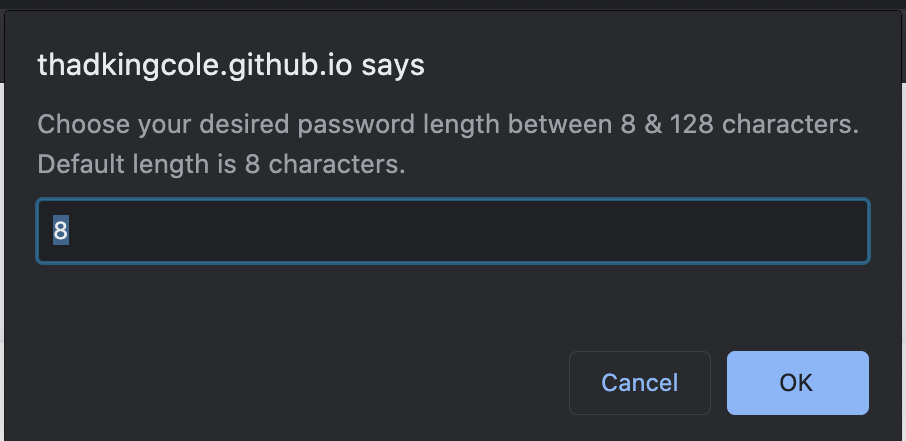 thadkingcole.github.io says
Choose your desired password length between 8 & 128 characters.
Default length is 8 characters.
8
Cancel OK